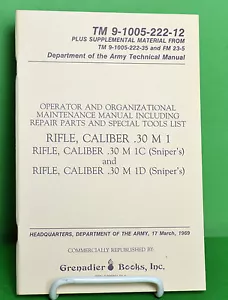 TM 9-1005-222-12
PLUS SUPPLEMENTAL MATERIAL FROM
TM 9-1005-222-35 and FM 23-5
Department of the Army Technical Manual
OPERATOR AND ORGANIZATIONAL
MAINTENANCE MANUAL INCLUDING
REPAIR PARTS AND SPECIAL TOOLS LIST
RIFLE, CALIBER .30 M 1
RIFLE, CALIBER .30 M 1C (Sniper's)
and
RIFLE, CALIBER .30 M 1D (Sniper's)
HEADQUARTERS, DEPARTMENT OF THE ARMY, 17 March, 1969
COMMERCIALLY REPUBLISHED BY:
Grenadier Books, Inc.